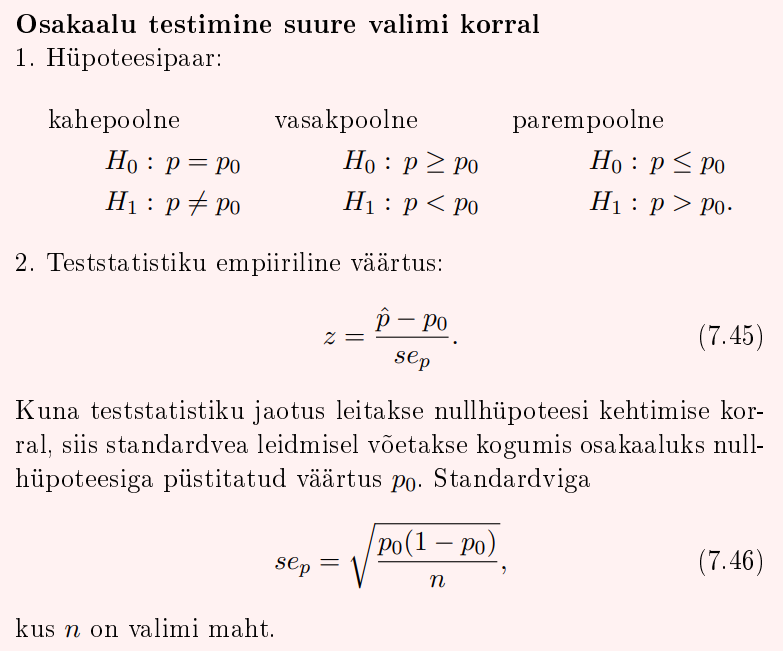 Osakaalu testimine suure valimi korral
1. Hüpoteesipaar:
kahepoolne vasakpoolne parempoolne
H₀ : p = p₀ H₀ : p ≥ p₀ H₀ : p ≤ p₀
H₁ : p ≠ p₀ H₁ : p < p₀ H₁ : p > p₀.
2. Teststatistiku empiiriline väärtus:
z = (p̂ − p₀) / se_p. (7.45)
Kuna teststatistiku jaotus leitakse nullhüpoteesi kehtimise kor-
ral, siis standardvea leidmisel võetakse kogumis osakaaluks null-
hüpoteesiga püstitatud väärtus p₀. Standardviga
se_p = √(p₀(1 − p₀) / n), (7.46)
kus n on valimi maht.